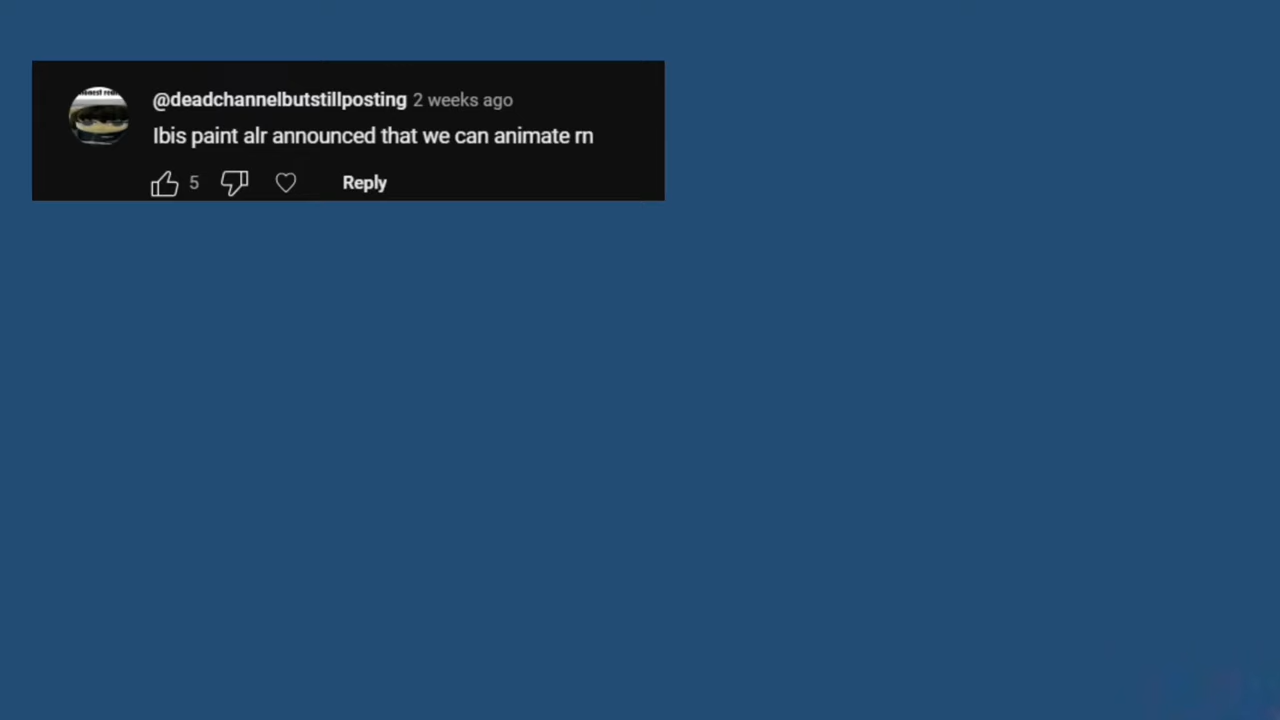 @deadchannelbutstillposting 2 weeks ago
Ibis paint alr announced that we can animate rn
5 Reply